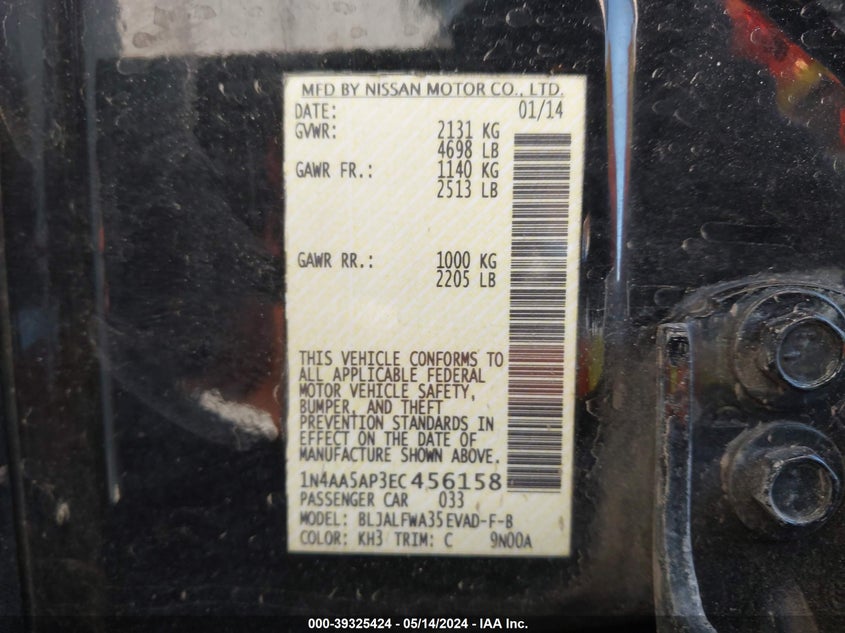 MFD BY NISSAN MOTOR CO., LTD.
DATE: 01/14
GVWR: 2131 KG
4698 LB
GAWR FR.: 1140 KG
2513 LB
GAWR RR.: 1000 KG
2205 LB
THIS VEHICLE CONFORMS TO
ALL APPLICABLE FEDERAL
MOTOR VEHICLE SAFETY,
BUMPER, AND THEFT
PREVENTION STANDARDS IN
EFFECT ON THE DATE OF
MANUFACTURE SHOWN ABOVE.
1N4AA5AP3EC456158
PASSENGER CAR 033
MODEL: BLJALFWA35EVAD-F-B
COLOR: KH3 TRIM: C 9N00A
000-39325424 - 05/14/2024 - IAA Inc.